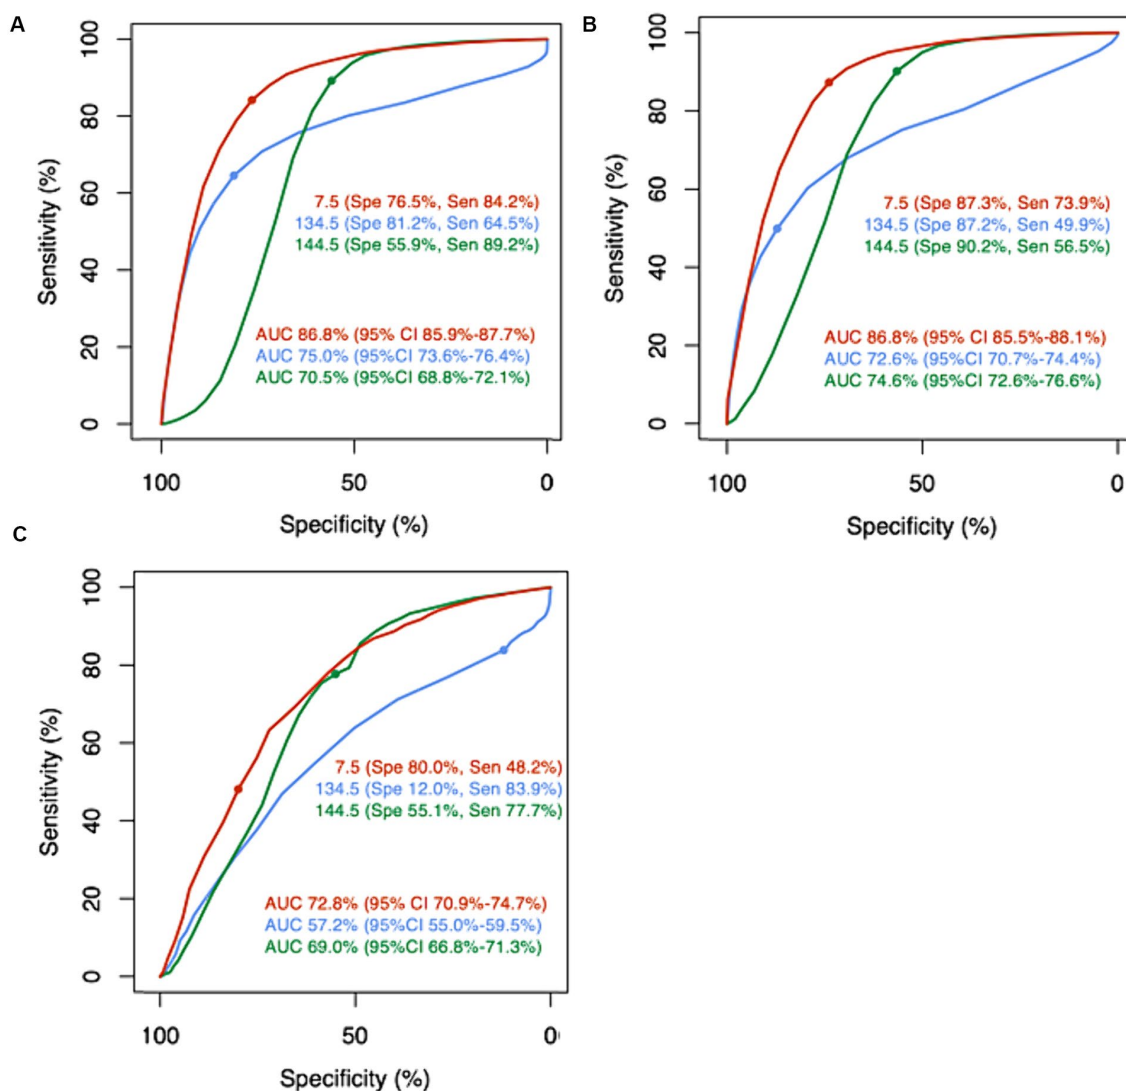 A
100
80
60
40
20
0
Sensitivity (%)
7.5 (Spe 76.5%, Sen 84.2%)
134.5 (Spe 81.2%, Sen 64.5%)
144.5 (Spe 55.9%, Sen 89.2%)
AUC 86.8% (95% CI 85.9%-87.7%)
AUC 75.0% (95%CI 73.6%-76.4%)
AUC 70.5% (95%CI 68.8%-72.1%)
100 50 0
Specificity (%)
B
100
80
60
40
20
0
Sensitivity (%)
7.5 (Spe 87.3%, Sen 73.9%)
134.5 (Spe 87.2%, Sen 49.9%)
144.5 (Spe 90.2%, Sen 56.5%)
AUC 86.8% (95% CI 85.5%-88.1%)
AUC 72.6% (95%CI 70.7%-74.4%)
AUC 74.6% (95%CI 72.6%-76.6%)
100 50 0
Specificity (%)
C
100
80
60
40
20
0
Sensitivity (%)
7.5 (Spe 80.0%, Sen 48.2%)
134.5 (Spe 12.0%, Sen 83.9%)
144.5 (Spe 55.1%, Sen 77.7%)
AUC 72.8% (95% CI 70.9%-74.7%)
AUC 57.2% (95%CI 55.0%-59.5%)
AUC 69.0% (95%CI 66.8%-71.3%)
100 50 0
Specificity (%)